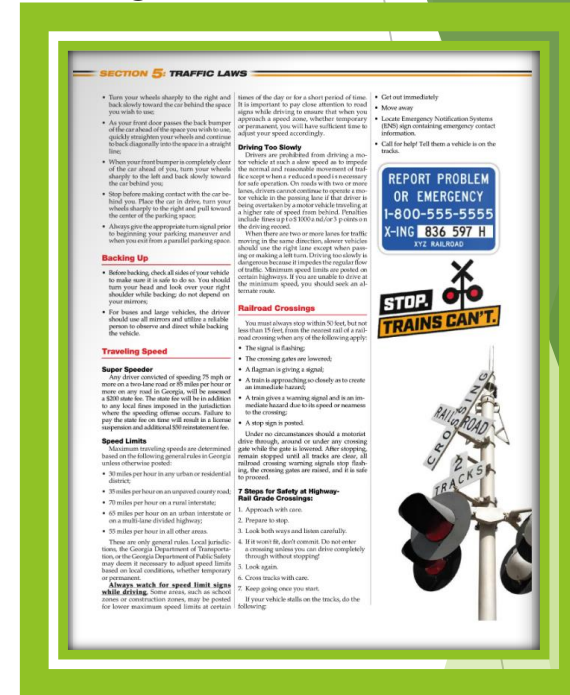 SECTION 5: TRAFFIC LAWS
• Turn your wheels sharply to the right and
back slowly toward the car behind the space
you wish to use;
• As your front door passes the back bumper
of the car ahead of the space you wish to use,
quickly straighten your wheels and continue
to back diagonally into the space in a straight
line;
• When your front bumper is completely clear
of the car ahead of you, turn your wheels
sharply to the left and back slowly toward
the car behind you;
• Stop before making contact with the car be-
hind you. Place the car in drive, turn your
wheels sharply to the right and pull toward
the center of the parking space;
• Always give the appropriate turn signal prior
to beginning your parking maneuver and
when you exit from a parallel parking space.
Backing Up
• Before backing, check all sides of your vehicle
to make sure it is safe to do so. You should
turn your head and look over your right
shoulder while backing; do not depend on
your mirrors;
• For buses and large vehicles, the driver
should use all mirrors and utilize a reliable
person to observe and direct while backing
the vehicle.
Traveling Speed
Super Speeder
Any driver convicted of speeding 75 mph or
more on a two-lane road or 85 miles per hour or
more on any road in Georgia, will be assessed
a $200 state fee. The state fee will be in addition
to any local fines imposed in the jurisdiction
where the speeding offense occurs. Failure to
pay the state fee on time will result in a license
suspension and additional $50 reinstatement fee.
Speed Limits
Maximum traveling speeds are determined
based on the following general rules in Georgia
unless otherwise posted:
• 30 miles per hour in any urban or residential
district;
• 35 miles per hour on an unpaved county road;
• 70 miles per hour on a rural interstate;
• 65 miles per hour on an urban interstate or
on a multi-lane divided highway;
• 55 miles per hour in all other areas.
These are only general rules. Local jurisdic-
tions, the Georgia Department of Transporta-
tion, or the Georgia Department of Public Safety
may deem it necessary to adjust speed limits
based on local conditions, whether temporary
or permanent.
Always watch for speed limit signs
while driving. Some areas, such as school
zones or construction zones, may be posted
for lower maximum speed limits at certain
times of the day or for a short period of time.
It is important to pay close attention to road
signs while driving to ensure that when you
approach a speed zone, whether temporary
or permanent, you will have sufficient time to
adjust your speed accordingly.
Driving Too Slowly
Drivers are prohibited from driving a mo-
tor vehicle at such a slow speed as to impede
the normal and reasonable movement of traf-
fic except when a reduced speed is necessary
for safe operation. On roads with two or more
lanes, drivers cannot continue to operate a mo-
tor vehicle in the passing lane if that driver is
being overtaken by a motor vehicle traveling at
a higher rate of speed from behind. Penalties
include fines up to $1000 and/or 3 points on
the driving record.
When there are two or more lanes for traffic
moving in the same direction, slower vehicles
should use the right lane except when pass-
ing or making a left turn. Driving too slowly is
dangerous because it impedes the regular flow
of traffic. Minimum speed limits are posted on
certain highways. If you are unable to drive at
the minimum speed, you should seek an al-
ternate route.
Railroad Crossings
You must always stop within 50 feet, but not
less than 15 feet, from the nearest rail of a rail-
road crossing when any of the following apply:
• The signal is flashing;
• The crossing gates are lowered;
• A flagman is giving a signal;
• A train is approaching so closely as to create
an immediate hazard;
• A train gives a warning signal and is an im-
mediate hazard due to its speed or nearness
to the crossing;
• A stop sign is posted.
Under no circumstances should a motorist
drive through, around or under any crossing
gate while the gate is lowered. After stopping,
remain stopped until all tracks are clear, all
railroad crossing warning signals stop flash-
ing, the crossing gates are raised, and it is safe
to proceed.
7 Steps for Safety at Highway-
Rail Grade Crossings:
1. Approach with care.
2. Prepare to stop.
3. Look both ways and listen carefully.
4. If it won't fit, don't commit. Do not enter
a crossing unless you can drive completely
through without stopping!
5. Look again.
6. Cross tracks with care.
7. Keep going once you start.
If your vehicle stalls on the tracks, do the
following:
• Get out immediately
• Move away
• Locate Emergency Notification Systems
(ENS) sign containing emergency contact
information.
• Call for help! Tell them a vehicle is on the
tracks.
REPORT PROBLEM
OR EMERGENCY
1-800-555-5555
X-ING 836 597 H
XYZ RAILROAD
STOP.
TRAINS CAN'T.
CROSSING
RAIL ROAD
2
TRACKS